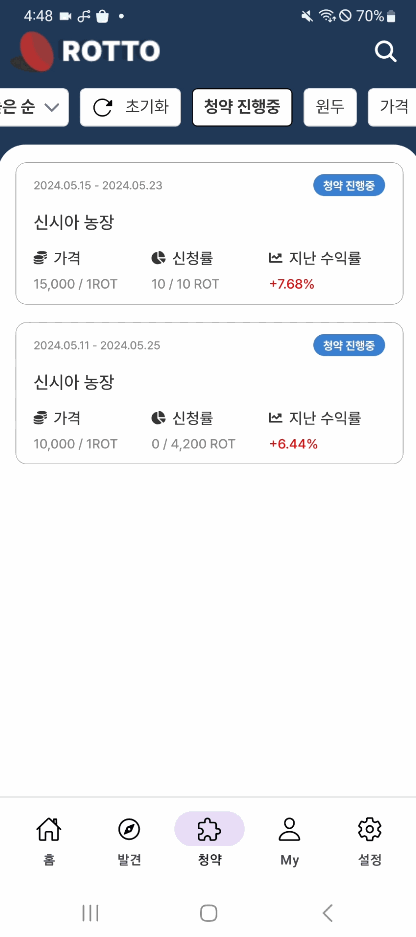 4:48 70%
ROTTO
은 순 초기화 청약 진행중 원두 가격
2024.05.15 - 2024.05.23 청약 진행중
신시아 농장
가격 신청률 지난 수익률
15,000 / 1ROT 10 / 10 ROT +7.68%
2024.05.11 - 2024.05.25 청약 진행중
신시아 농장
가격 신청률 지난 수익률
10,000 / 1ROT 0 / 4,200 ROT +6.44%
홈 발견 청약 My 설정